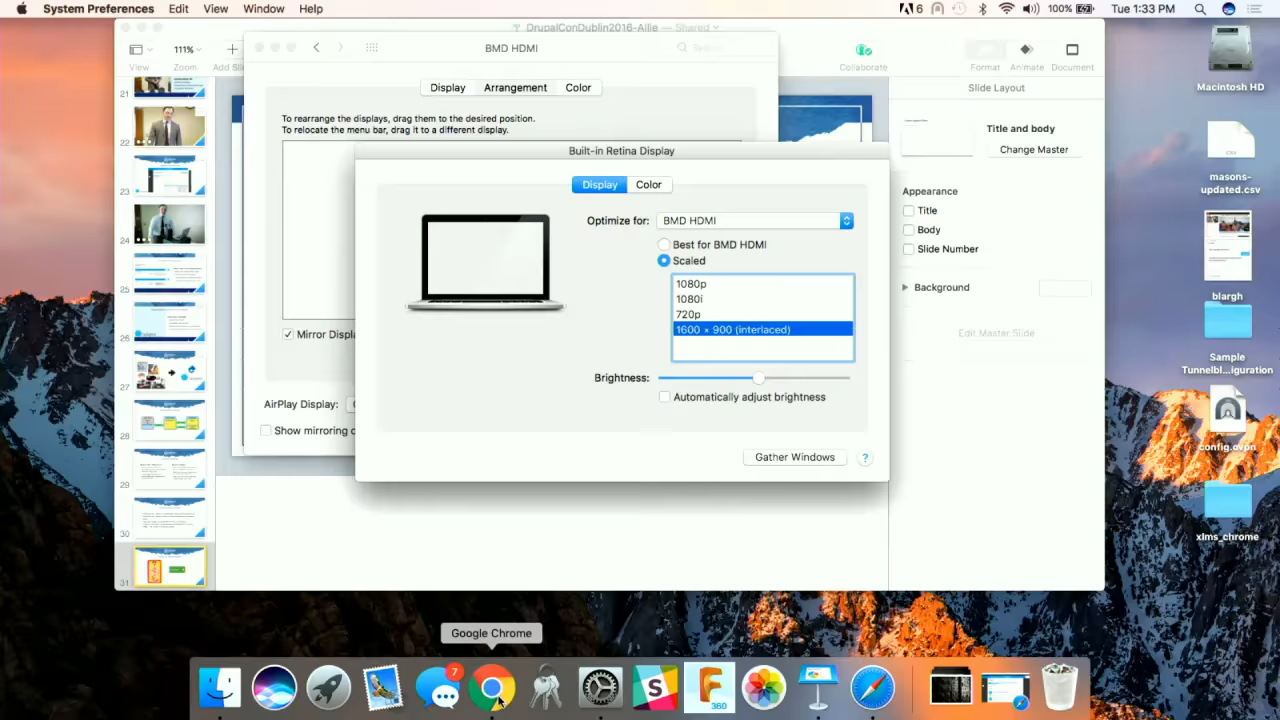 System Preferences Edit View Window Help
6 100% Tue 1:33 PM
DrupalConDublin2016-Allie — Shared
111%
View Zoom Add Sli
BMD HDMI
Search
Collaborate
Format Animate Document
Display Arrangement Color
To rearrange the displays, drag them to the desired position.
To relocate the menu bar, drag it to a different display.
Mirror Displa
AirPlay Display:
Show mirroring o
Built-in Retina Display
Display Color
Optimize for: BMD HDMI
Best for BMD HDMI
Scaled
1080p
1080i
720p
1600 × 900 (interlaced)
Brightness:
Automatically adjust brightness
Gather Windows ?
21
22
23
24
25
26
27
28
29
30
31
Slide Layout
Title and body
Change Master
Appearance
Title
Body
Slide Number
Background
Edit Master Slide
Macintosh HD
CSV
masons-
updated.csv
blargh
Sample
Tunnelbl...iguration
config.ovpn
xlms_chrome
Google Chrome
7
S
F
360